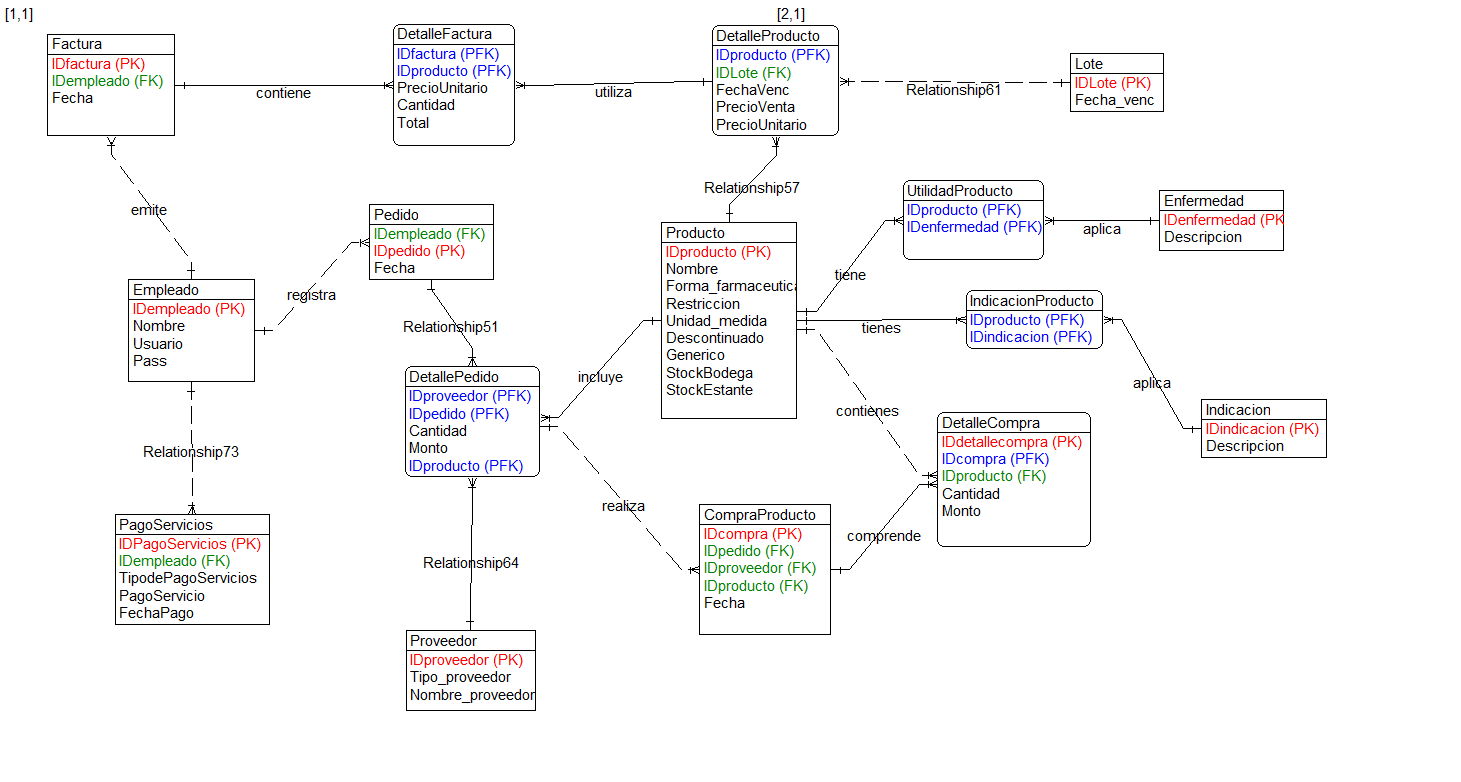 [1,1]
[2,1]
Factura
IDfactura (PK)
IDempleado (FK)
Fecha
contiene
DetalleFactura
IDfactura (PFK)
IDproducto (PFK)
PrecioUnitario
Cantidad
Total
utiliza
DetalleProducto
IDproducto (PFK)
IDLote (FK)
FechaVenc
PrecioVenta
PrecioUnitario
Relationship61
Lote
IDLote (PK)
Fecha_venc
emite
Relationship57
Pedido
IDempleado (FK)
IDpedido (PK)
Fecha
registra
Relationship51
Empleado
IDempleado (PK)
Nombre
Usuario
Pass
Producto
IDproducto (PK)
Nombre
Forma_farmaceutica
Restriccion
Unidad_medida
Descontinuado
Generico
StockBodega
StockEstante
tiene
UtilidadProducto
IDproducto (PFK)
IDenfermedad (PFK)
aplica
Enfermedad
IDenfermedad (PK
Descripcion
tienes
IndicacionProducto
IDproducto (PFK)
IDindicacion (PFK)
aplica
Indicacion
IDindicacion (PK)
Descripcion
incluye
contienes
DetallePedido
IDproveedor (PFK)
IDpedido (PFK)
Cantidad
Monto
IDproducto (PFK)
DetalleCompra
IDdetallecompra (PK)
IDcompra (PFK)
IDproducto (FK)
Cantidad
Monto
Relationship73
realiza
comprende
PagoServicios
IDPagoServicios (PK)
IDempleado (FK)
TipodePagoServicios
PagoServicio
FechaPago
CompraProducto
IDcompra (PK)
IDpedido (FK)
IDproveedor (FK)
IDproducto (FK)
Fecha
Relationship64
Proveedor
IDproveedor (PK)
Tipo_proveedor
Nombre_proveedor